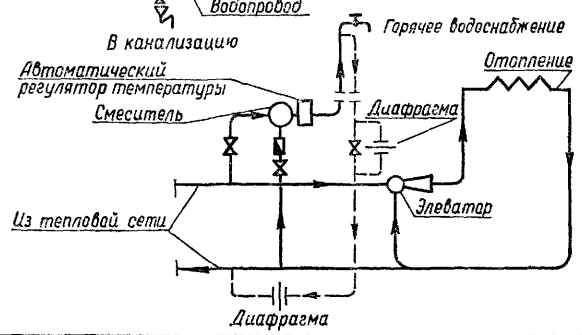 Водопровод
В канализацию
Горячее водоснабжение
Автоматический
регулятор температуры
Смеситель
Отопление
Диафрагма
Элеватор
Из тепловой сети
Диафрагма